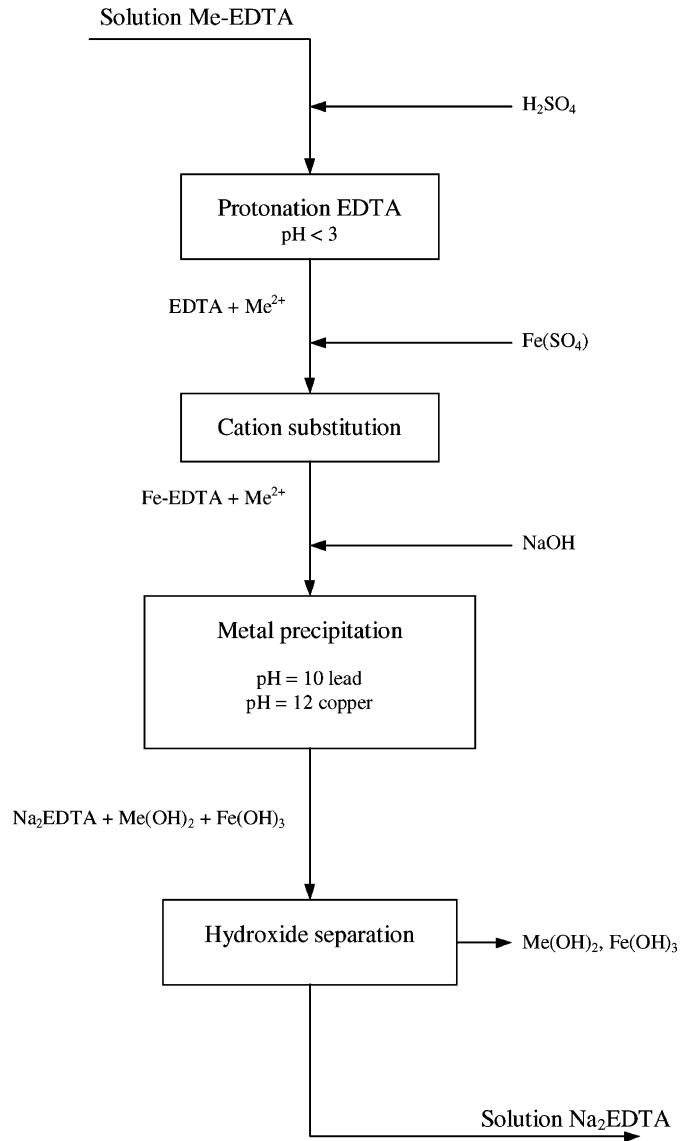 Solution Me-EDTA
H₂SO₄
Protonation EDTA
pH < 3
EDTA + Me²⁺
Fe(SO₄)
Cation substitution
Fe-EDTA + Me²⁺
NaOH
Metal precipitation
pH = 10 lead
pH = 12 copper
Na₂EDTA + Me(OH)₂ + Fe(OH)₃
Hydroxide separation
Me(OH)₂, Fe(OH)₃
Solution Na₂EDTA